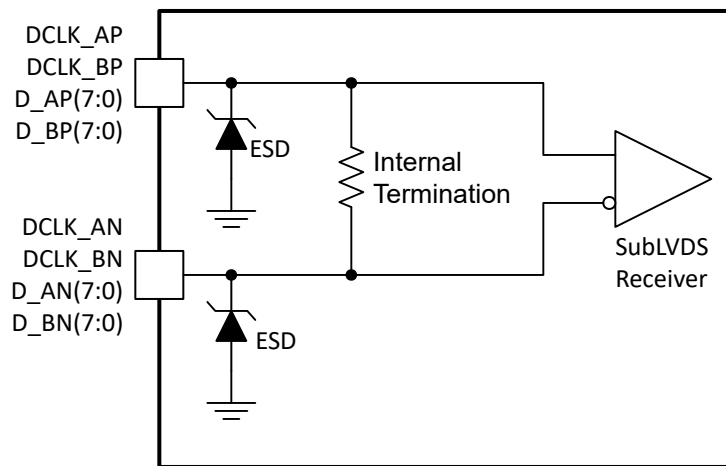 DCLK_AP
DCLK_BP
D_AP(7:0)
D_BP(7:0)
ESD
Internal
Termination
DCLK_AN
DCLK_BN
D_AN(7:0)
D_BN(7:0)
ESD
SubLVDS
Receiver